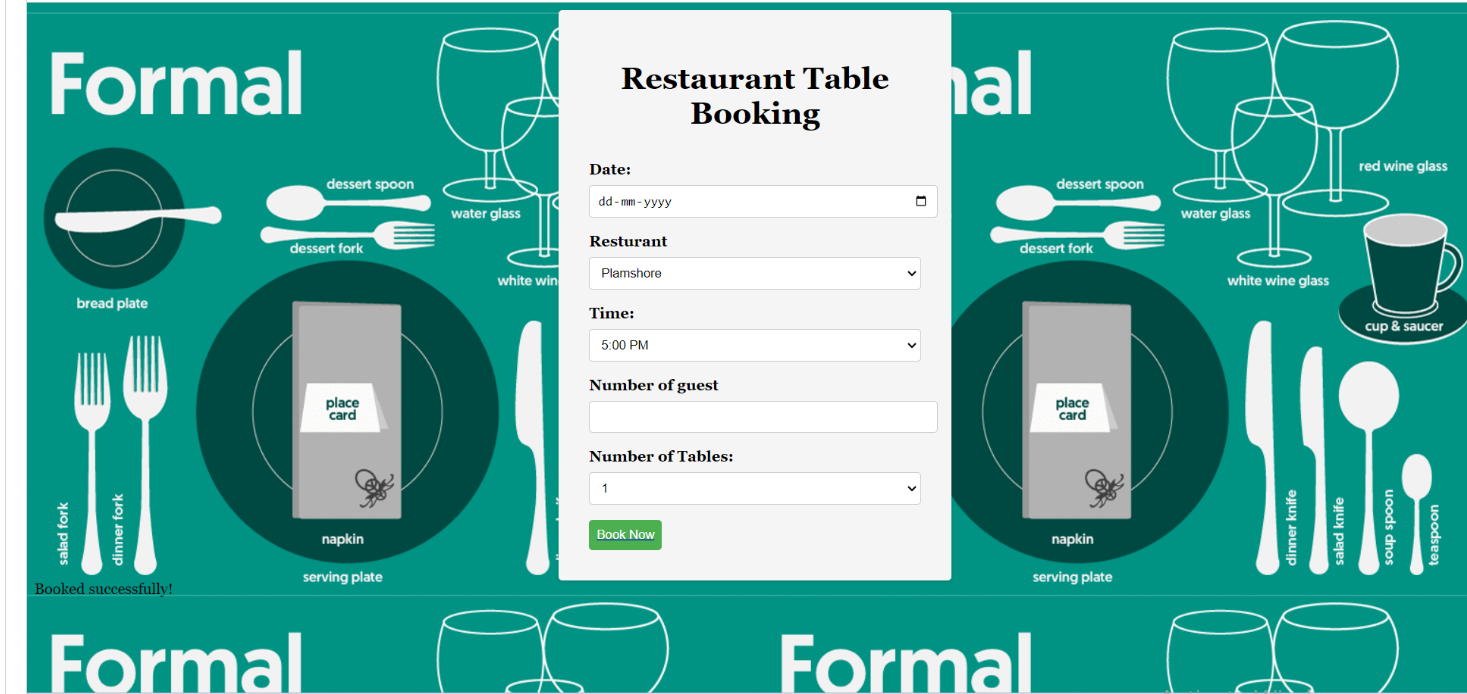 Formal
bread plate
dessert spoon
dessert fork
water glass
white win
salad fork
dinner fork
place
card
napkin
serving plate
Booked successfully!
Restaurant Table
Booking
Date:
dd-mm-yyyy
Resturant
Plamshore
Time:
5:00 PM
Number of guest
Number of Tables:
1
Book Now
nal
dessert spoon
dessert fork
water glass
red wine glass
white wine glass
cup & saucer
place
card
napkin
serving plate
dinner knife
salad knife
soup spoon
teaspoon
Formal
Formal